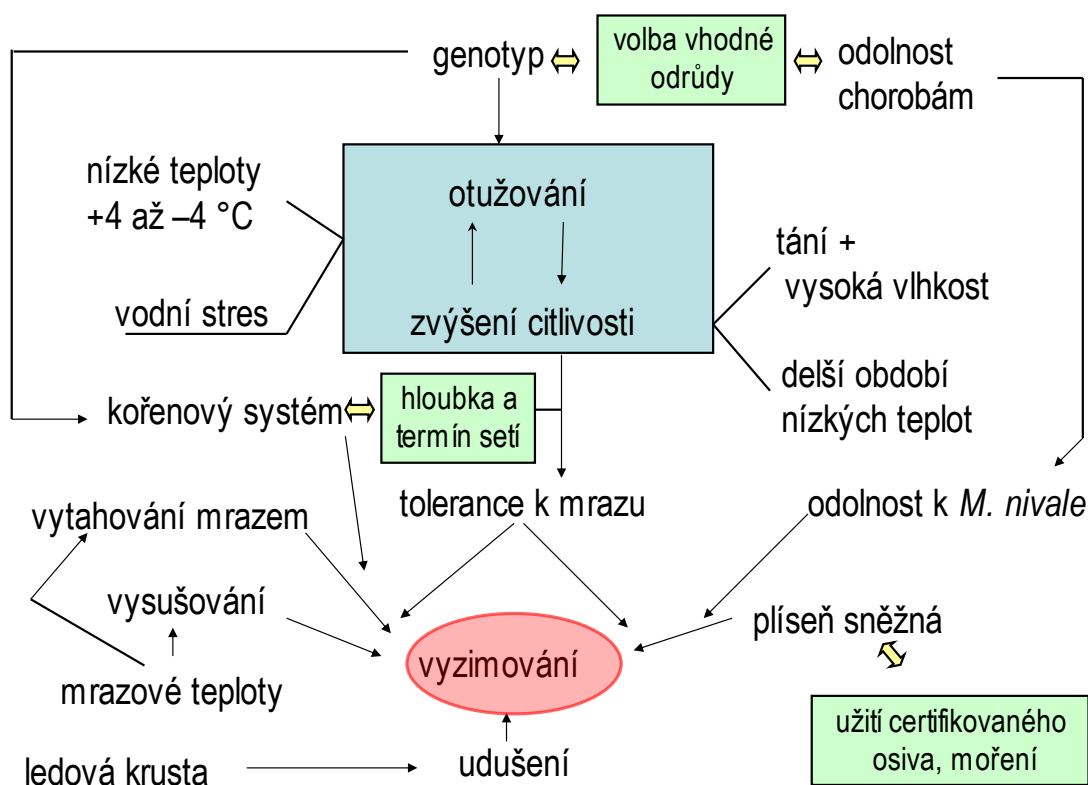 genotyp
volba vhodné
odrůdy
odolnost
chorobám
nízké teploty
+4 až –4 °C
otužování
tání +
vysoká vlhkost
vodní stres
zvýšení citlivosti
delší období
nízkých teplot
kořenový systém
hloubka a
termín setí
tolerance k mrazu
odolnost k M. nivale
vytahování mrazem
vysušování
plíseň sněžná
vyzimování
mrazové teploty
užití certifikovaného
osiva, moření
ledová krusta
udušení